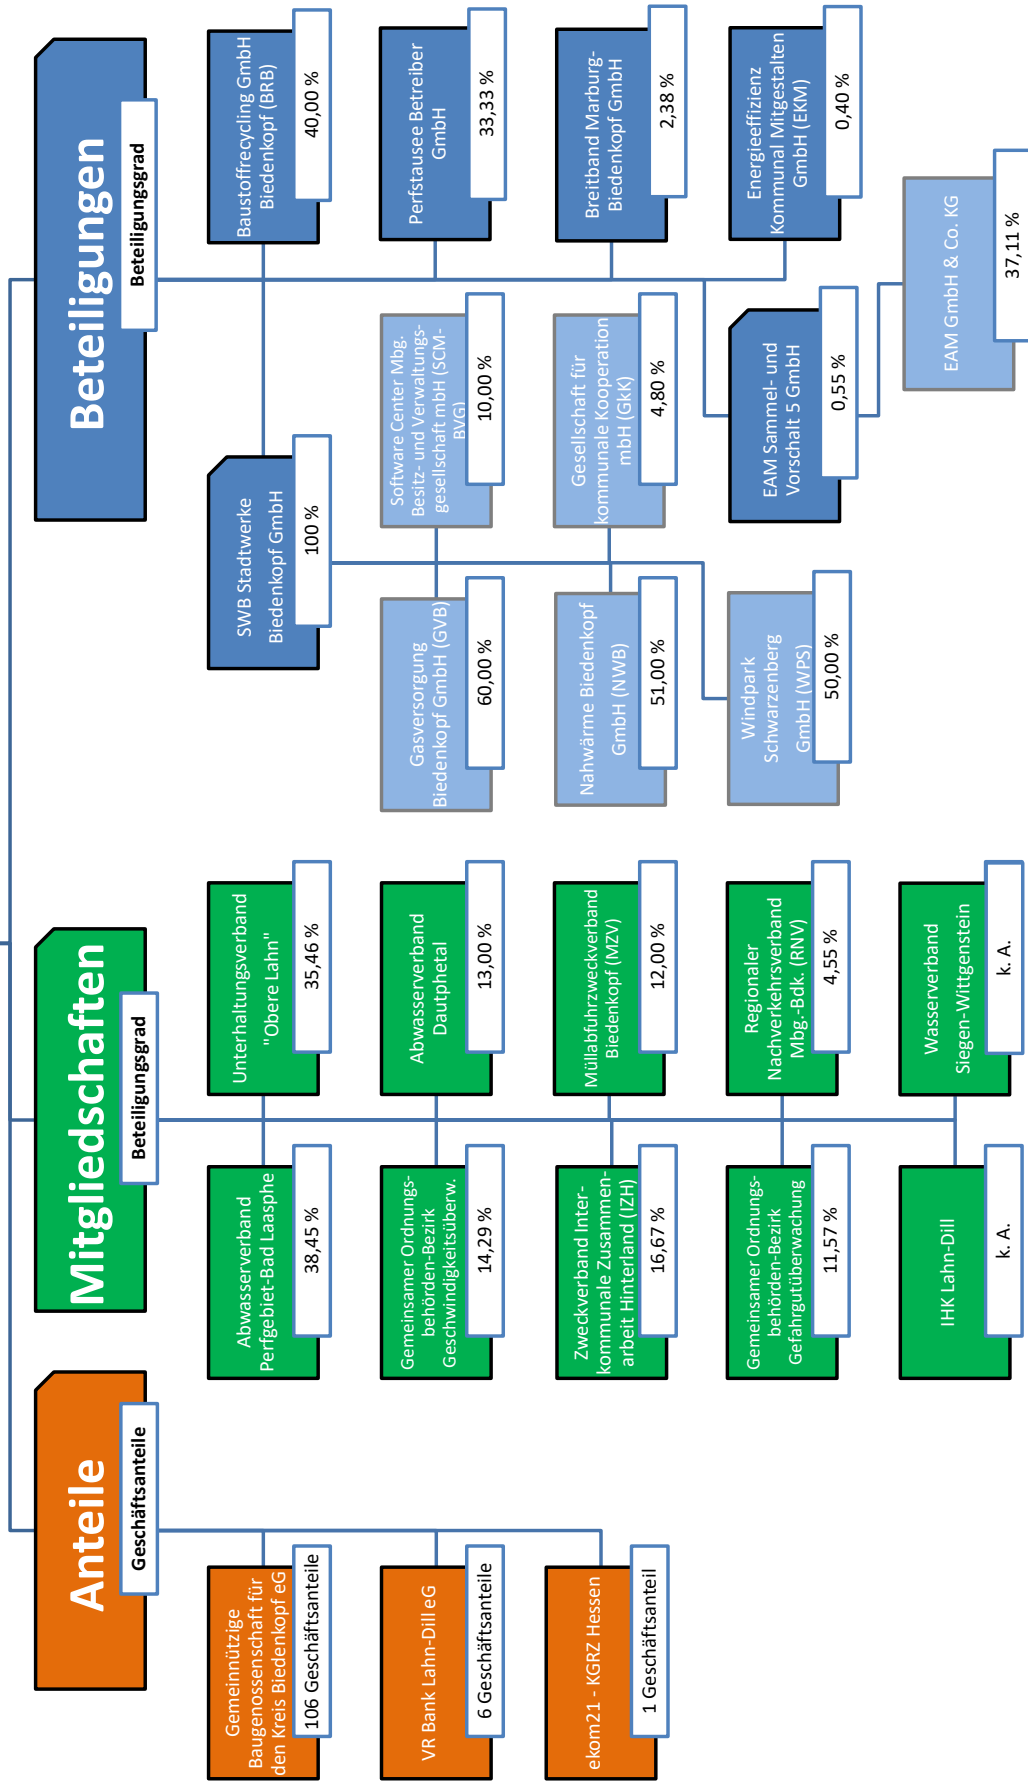 Anteile
Geschäftsanteile
Gemeinnützige
Baugenossenschaft für
den Kreis Biedenkopf eG
106 Geschäftsanteile
VR Bank Lahn-Dill eG
6 Geschäftsanteile
ekom21 - KGRZ Hessen
1 Geschäftsanteil
Mitgliedschaften
Beteiligungsgrad
Abwasserverband
Perfgebiet-Bad Laasphe
38,45 %
Unterhaltungsverband
"Obere Lahn"
35,46 %
Gemeinsamer Ordnungs-
behörden-Bezirk
Geschwindigkeitsüberw.
14,29 %
Abwasserverband
Dautphetal
13,00 %
Zweckverband Inter-
kommunale Zusammen-
arbeit Hinterland (IZH)
16,67 %
Müllabfuhrzweckverband
Biedenkopf (MZV)
12,00 %
Gemeinsamer Ordnungs-
behörden-Bezirk
Gefahrgutüberwachung
11,57 %
Regionaler
Nachverkehrsverband
Mbg.-Bdk. (RNV)
4,55 %
IHK Lahn-Dill
k. A.
Wasserverband
Siegen-Wittgenstein
k. A.
Beteiligungen
Beteiligungsgrad
SWB Stadtwerke
Biedenkopf GmbH
100 %
Baustoffrecycling GmbH
Biedenkopf (BRB)
40,00 %
Gasversorgung
Biedenkopf GmbH (GVB)
60,00 %
Software Center Mbg.
Besitz- und Verwaltungs-
gesellschaft mbH (SCM-
BVG)
10,00 %
Perfstausee Betreiber
GmbH
33,33 %
Nahwärme Biedenkopf
GmbH (NWB)
51,00 %
Gesellschaft für
kommunale Kooperation
mbH (GkK)
4,80 %
Breitband Marburg-
Biedenkopf GmbH
2,38 %
Windpark
Schwarzenberg
GmbH (WPS)
50,00 %
EAM Sammel- und
Vorschalt 5 GmbH
0,55 %
Energieeffizienz
Kommunal Mitgestalten
GmbH (EKM)
0,40 %
EAM GmbH & Co. KG
37,11 %